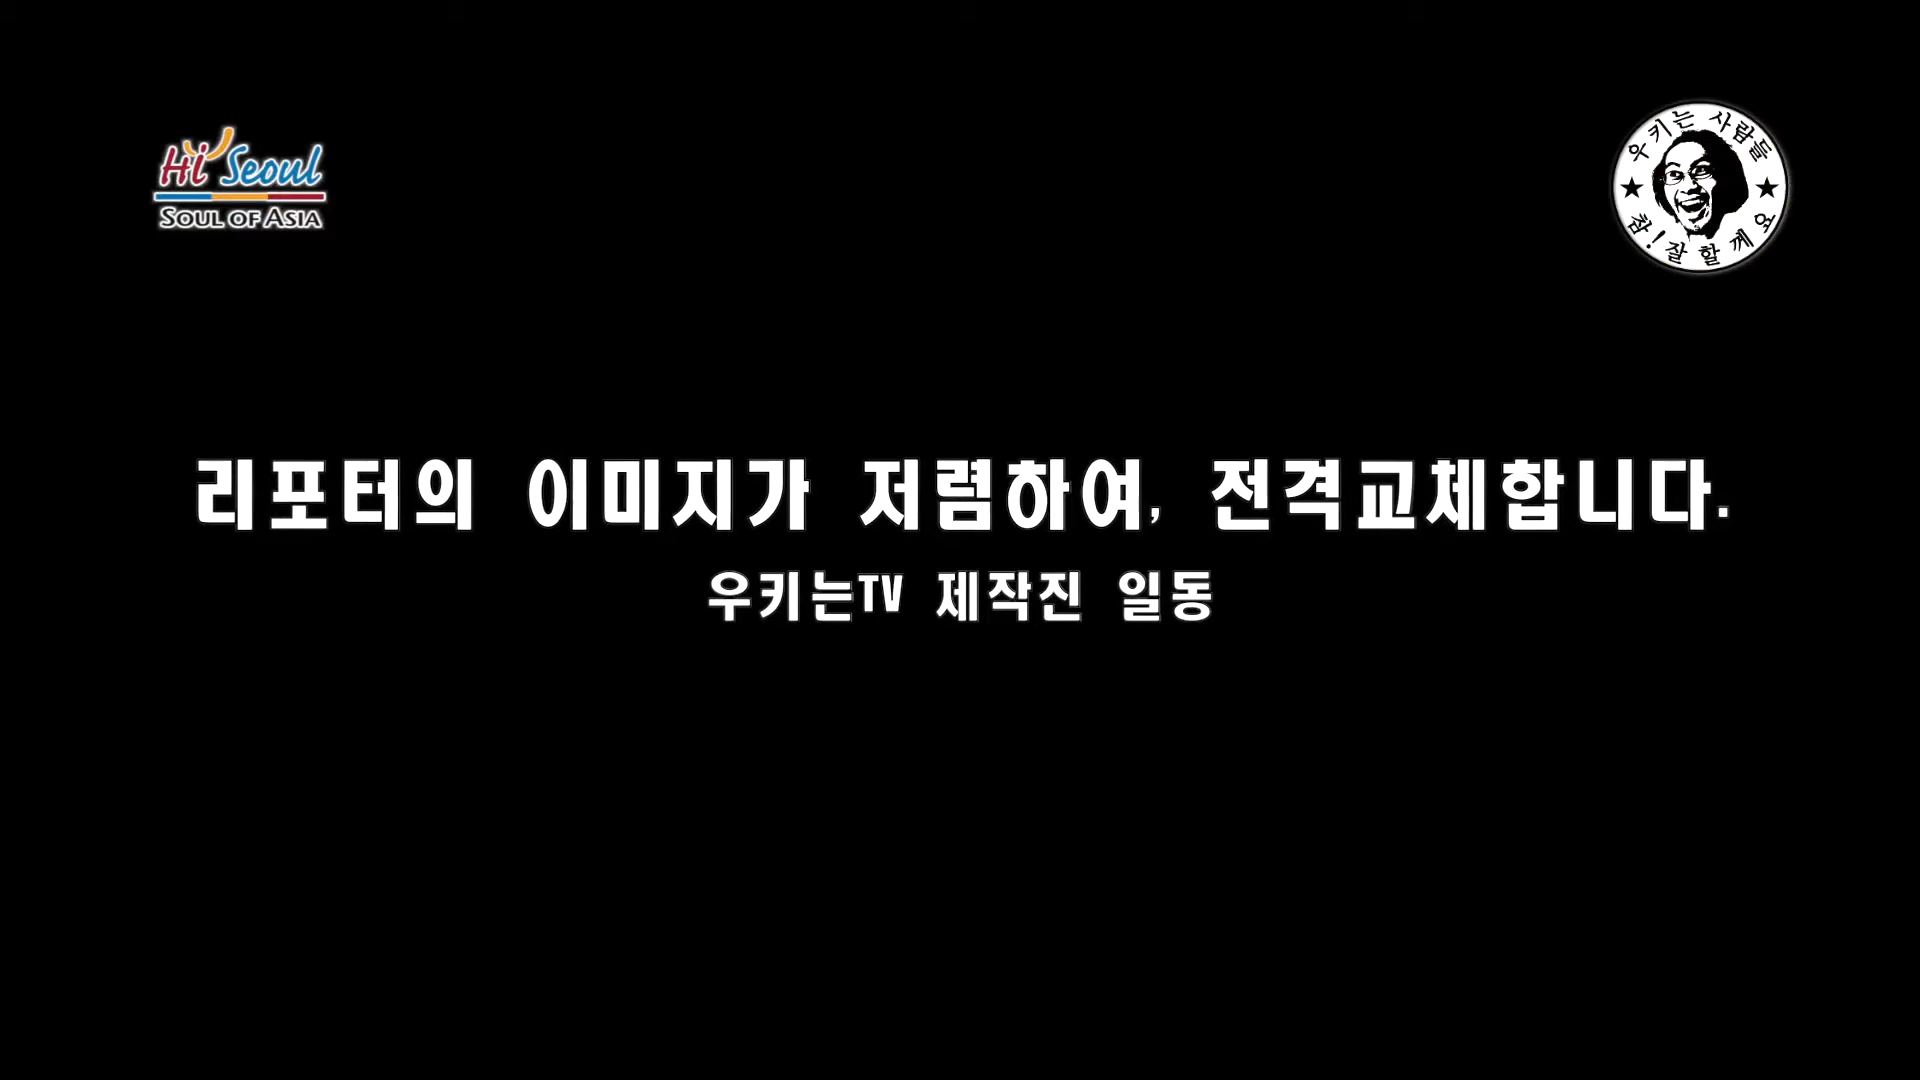 Hi Seoul
SOUL OF ASIA
우키는 사람들
참! 잘 할께요
리포터의 이미지가 저렴하여, 전격교체합니다.
우키는TV 제작진 일동